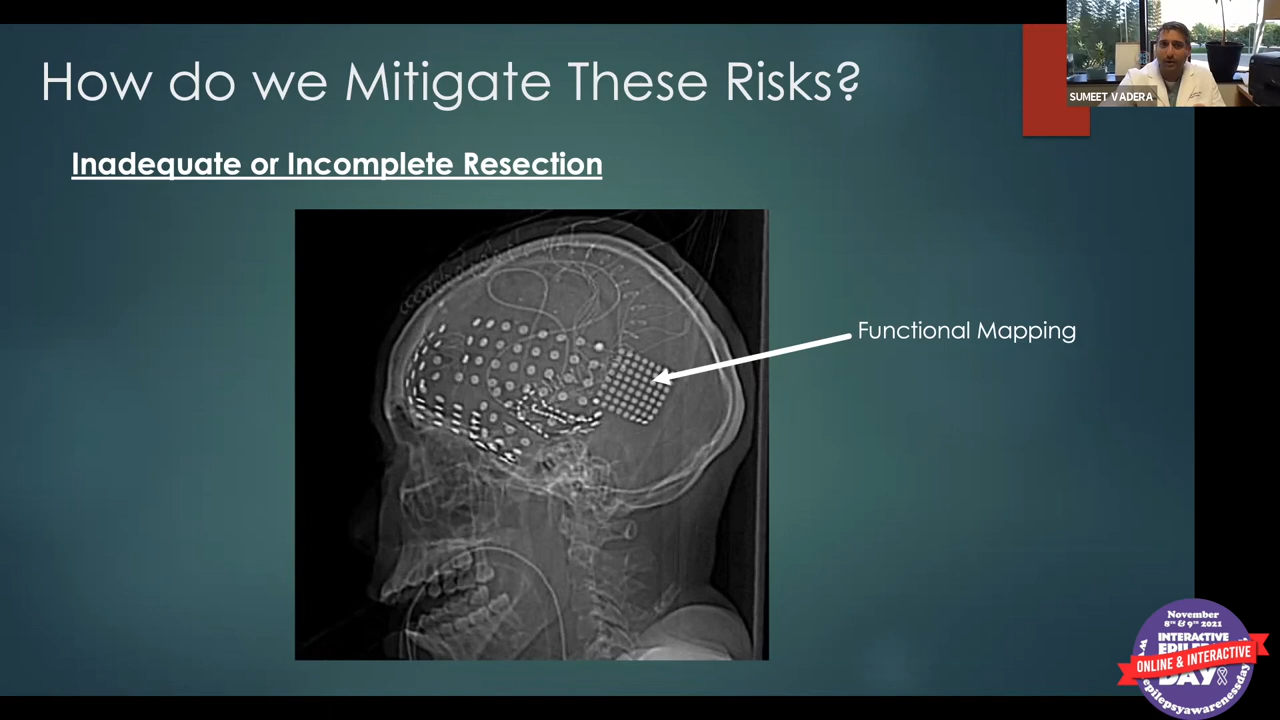 How do we Mitigate These Risks?
SUMEET VADERA
Inadequate or Incomplete Resection
Functional Mapping
November
8TH & 9TH 2021
INTERACTIVE
ONLINE & INTERACTIVE
DAY
epilepsyawarenessday